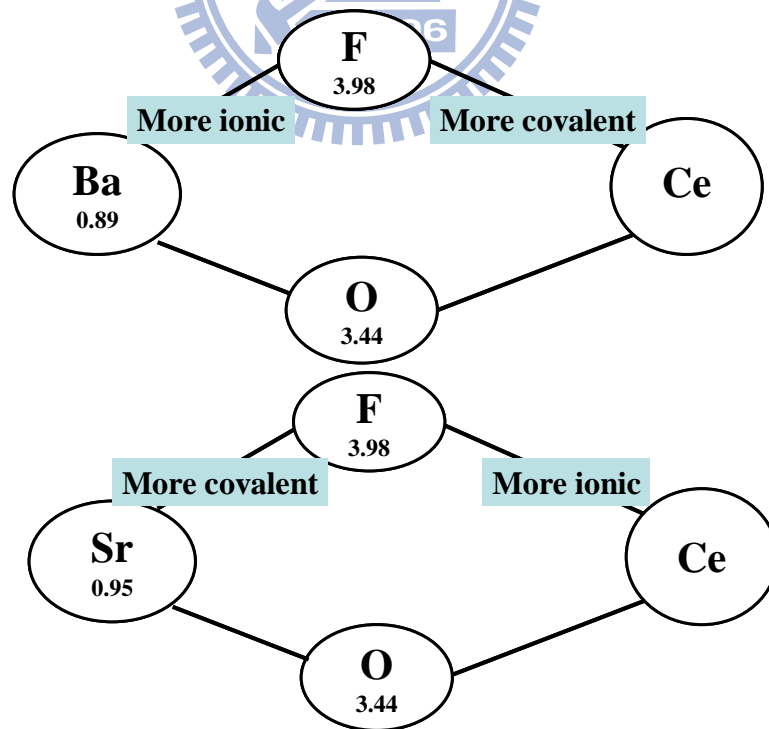 96
F
3.98
More ionic
More covalent
Ba
0.89
Ce
O
3.44
F
3.98
More covalent
More ionic
Sr
0.95
Ce
O
3.44